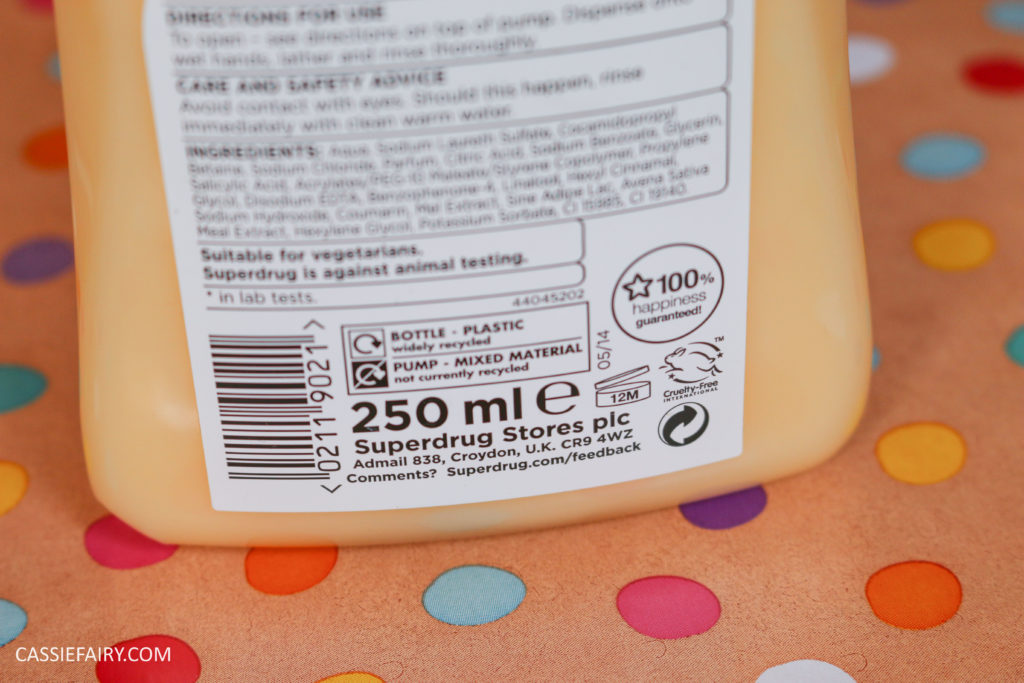 DIRECTIONS FOR USE
To open - see directions on top of pump. Dispense onto
wet hands, lather and rinse thoroughly.
CARE AND SAFETY ADVICE
Avoid contact with eyes. Should this happen, rinse
immediately with clean warm water.
INGREDIENTS: Aqua, Sodium Laureth Sulfate, Cocamidopropyl
Betaine, Sodium Chloride, Parfum, Citric Acid, Sodium Benzoate, Glycerin,
Salicylic Acid, Acrylates/PEG-10 Maleate/Styrene Copolymer, Propylene
Glycol, Disodium EDTA, Benzophenone-4, Linalool, Hexyl Cinnamal,
Sodium Hydroxide, Coumarin, Mel Extract, Sine Adipe Lac, Avena Sativa
Meal Extract, Hexylene Glycol, Potassium Sorbate, CI 15985, CI 19140.
Suitable for vegetarians.
Superdrug is against animal testing.
* in lab tests.
44045202
100%
happiness
guaranteed!
BOTTLE - PLASTIC
widely recycled
PUMP - MIXED MATERIAL
not currently recycled
05/14
12M
TM
Cruelty-Free
INTERNATIONAL
<0211 9021>
250 ml e
Superdrug Stores plc
Admail 838, Croydon, U.K. CR9 4WZ
Comments? Superdrug.com/feedback
CASSIEFAIRY.COM